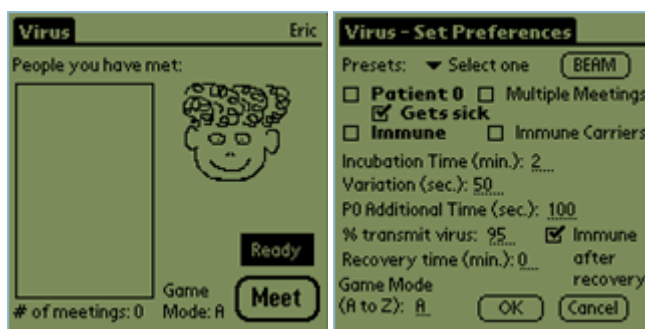 Virus
Eric
People you have met:
Ready
Game
# of meetings: 0 Mode: A
Meet
Virus - Set Preferences
Presets: Select one BEAM
Patient 0 Multiple Meetings
Gets sick
Immune Immune Carriers
Incubation Time (min.): 2
Variation (sec.): 50
P0 Additional Time (sec.): 100
% transmit virus: 95 Immune
Recovery time (min.): 0 after
Game Mode recovery
(A to Z): A OK Cancel